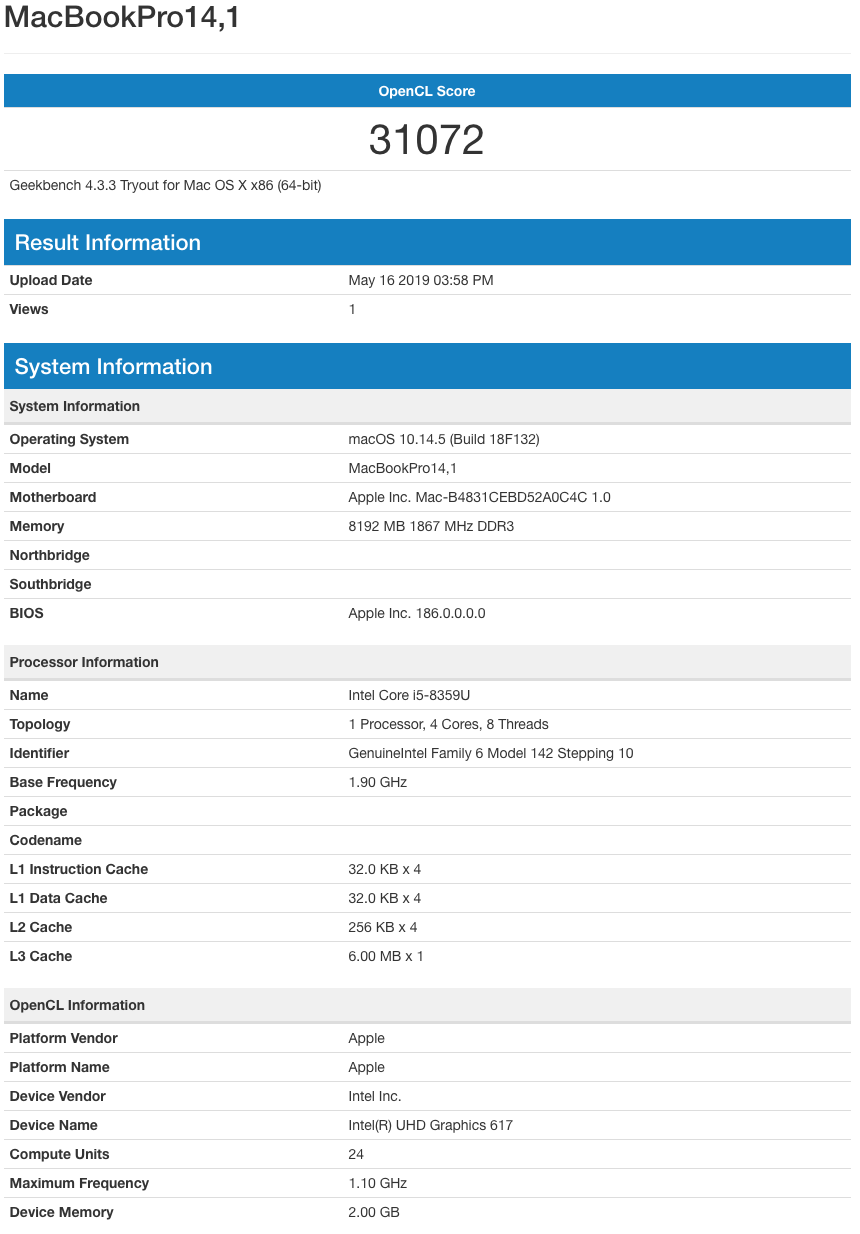 MacBookPro14,1
OpenCL Score
31072
Geekbench 4.3.3 Tryout for Mac OS X x86 (64-bit)
Result Information
Upload Date May 16 2019 03:58 PM
Views 1
System Information
System Information
Operating System macOS 10.14.5 (Build 18F132)
Model MacBookPro14,1
Motherboard Apple Inc. Mac-B4831CEBD52A0C4C 1.0
Memory 8192 MB 1867 MHz DDR3
Northbridge
Southbridge
BIOS Apple Inc. 186.0.0.0.0
Processor Information
Name Intel Core i5-8359U
Topology 1 Processor, 4 Cores, 8 Threads
Identifier GenuineIntel Family 6 Model 142 Stepping 10
Base Frequency 1.90 GHz
Package
Codename
L1 Instruction Cache 32.0 KB x 4
L1 Data Cache 32.0 KB x 4
L2 Cache 256 KB x 4
L3 Cache 6.00 MB x 1
OpenCL Information
Platform Vendor Apple
Platform Name Apple
Device Vendor Intel Inc.
Device Name Intel(R) UHD Graphics 617
Compute Units 24
Maximum Frequency 1.10 GHz
Device Memory 2.00 GB